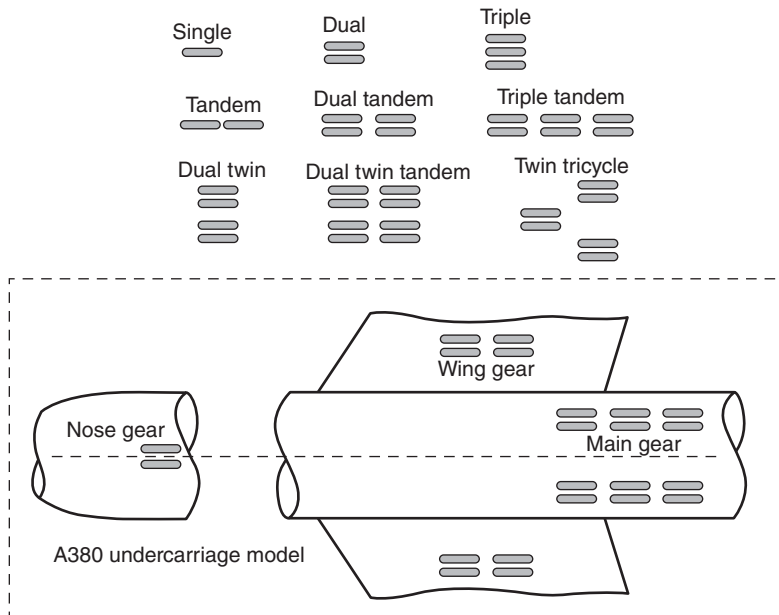 Single
Dual
Triple
Tandem
Dual tandem
Triple tandem
Dual twin
Dual twin tandem
Twin tricycle
Wing gear
Nose gear
Main gear
A380 undercarriage model